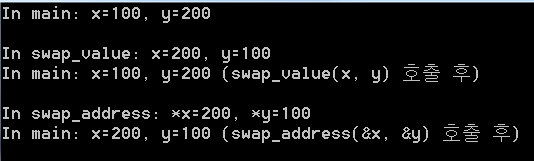 In main: x=100, y=200
In swap_value: x=200, y=100
In main: x=100, y=200 (swap_value(x, y) 호출 후)
In swap_address: *x=200, *y=100
In main: x=200, y=100 (swap_address(&x, &y) 호출 후)